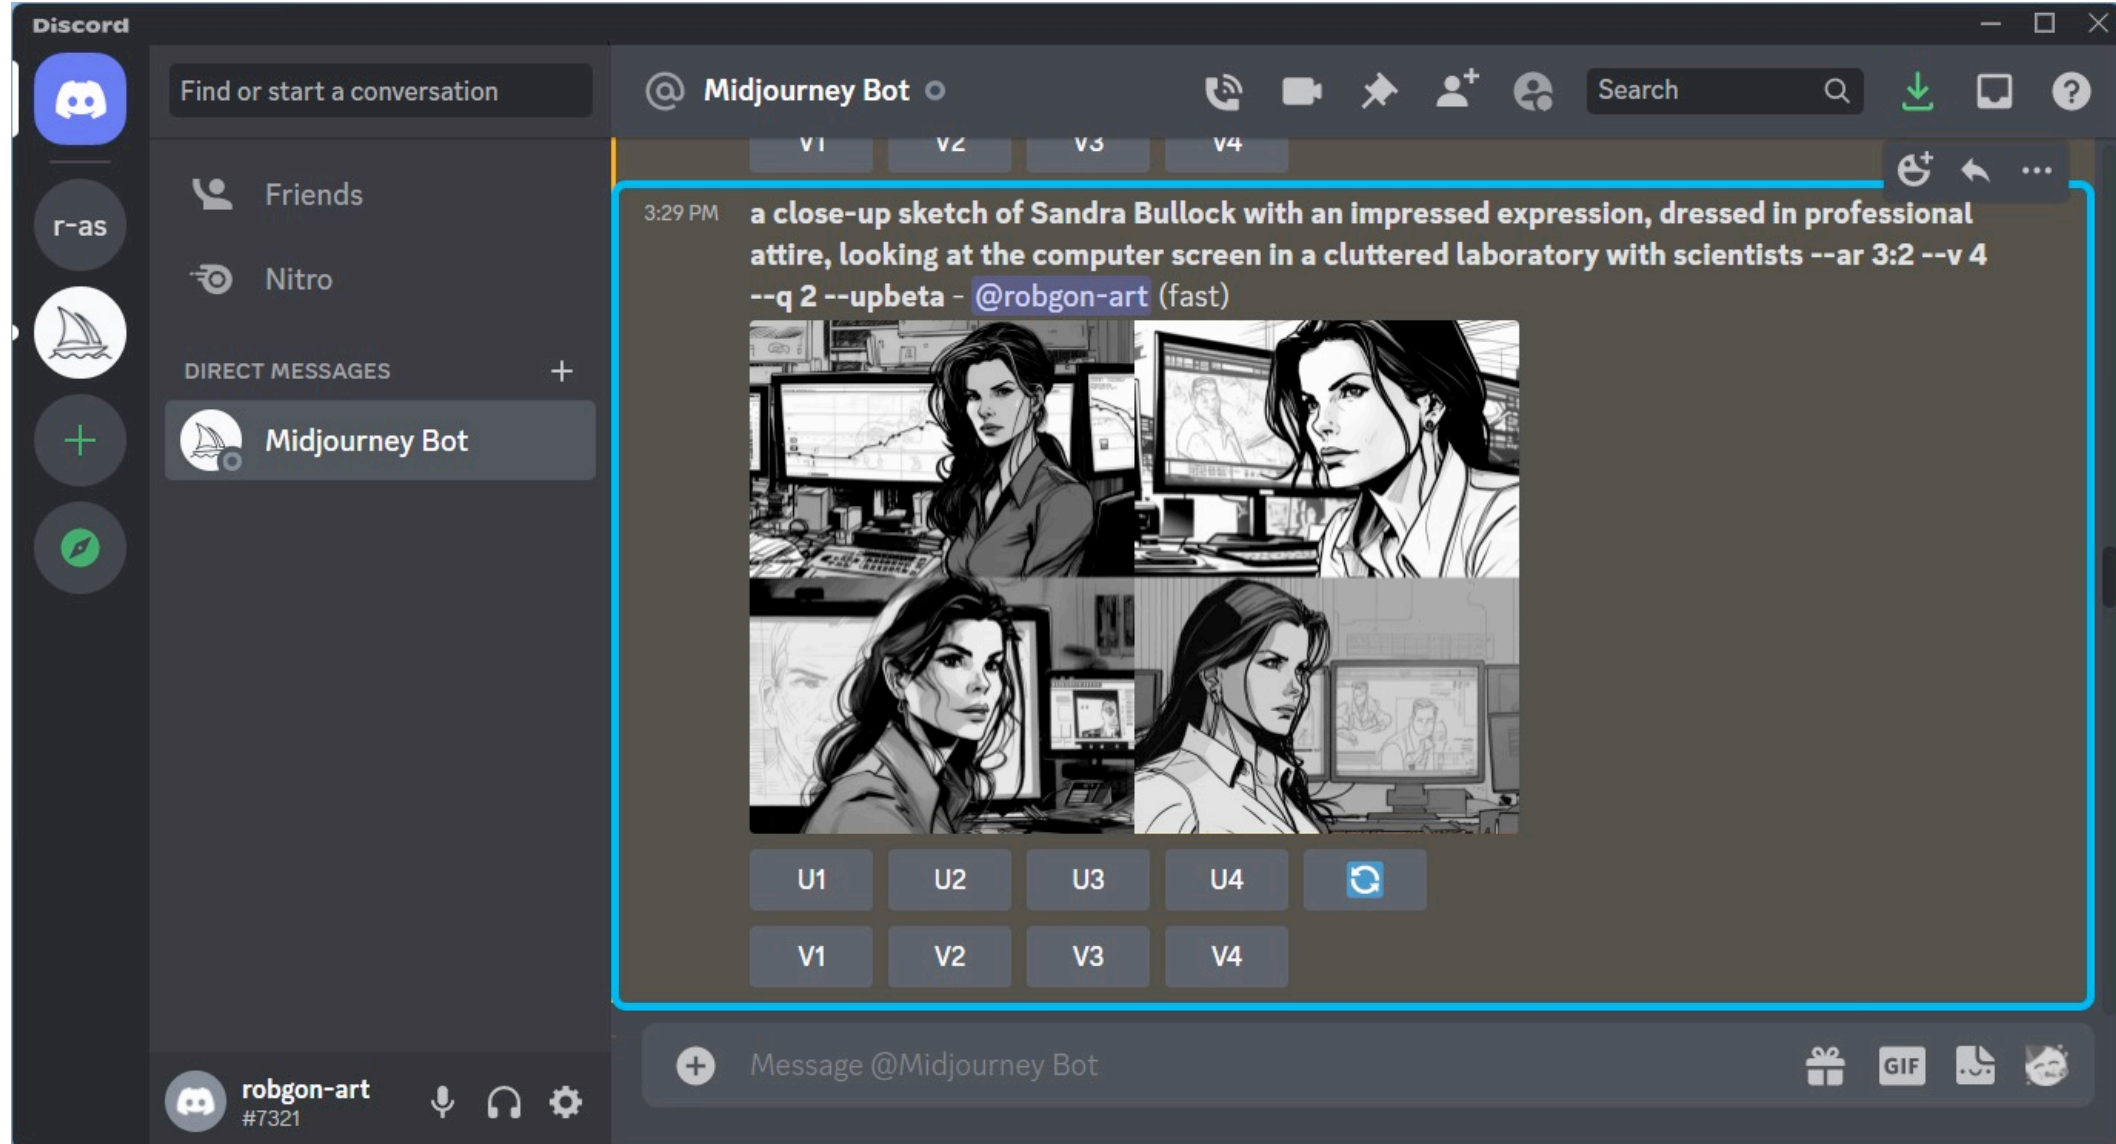 Discord
Find or start a conversation
Midjourney Bot
Search
r-as
Friends
Nitro
DIRECT MESSAGES
Midjourney Bot
robgon-art
#7321
V1 V2 V3 V4
3:29 PM a close-up sketch of Sandra Bullock with an impressed expression, dressed in professional
attire, looking at the computer screen in a cluttered laboratory with scientists --ar 3:2 --v 4
--q 2 --upbeta - @robgon-art (fast)
U1 U2 U3 U4
V1 V2 V3 V4
Message @Midjourney Bot
GIF